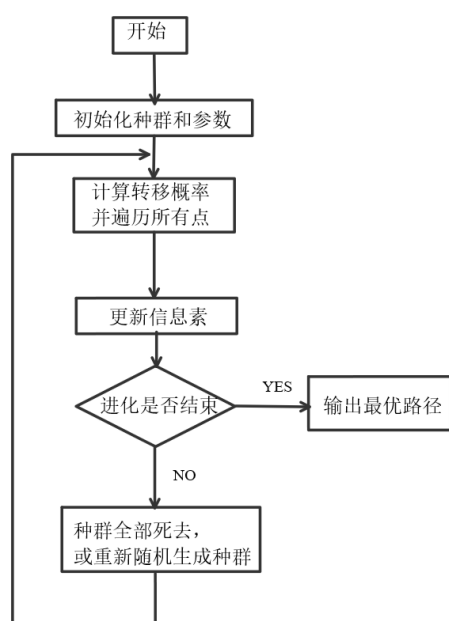 开始
初始化种群和参数
计算转移概率
并遍历所有点
更新信息素
进化是否结束
YES
输出最优路径
NO
种群全部死去，
或重新随机生成种群